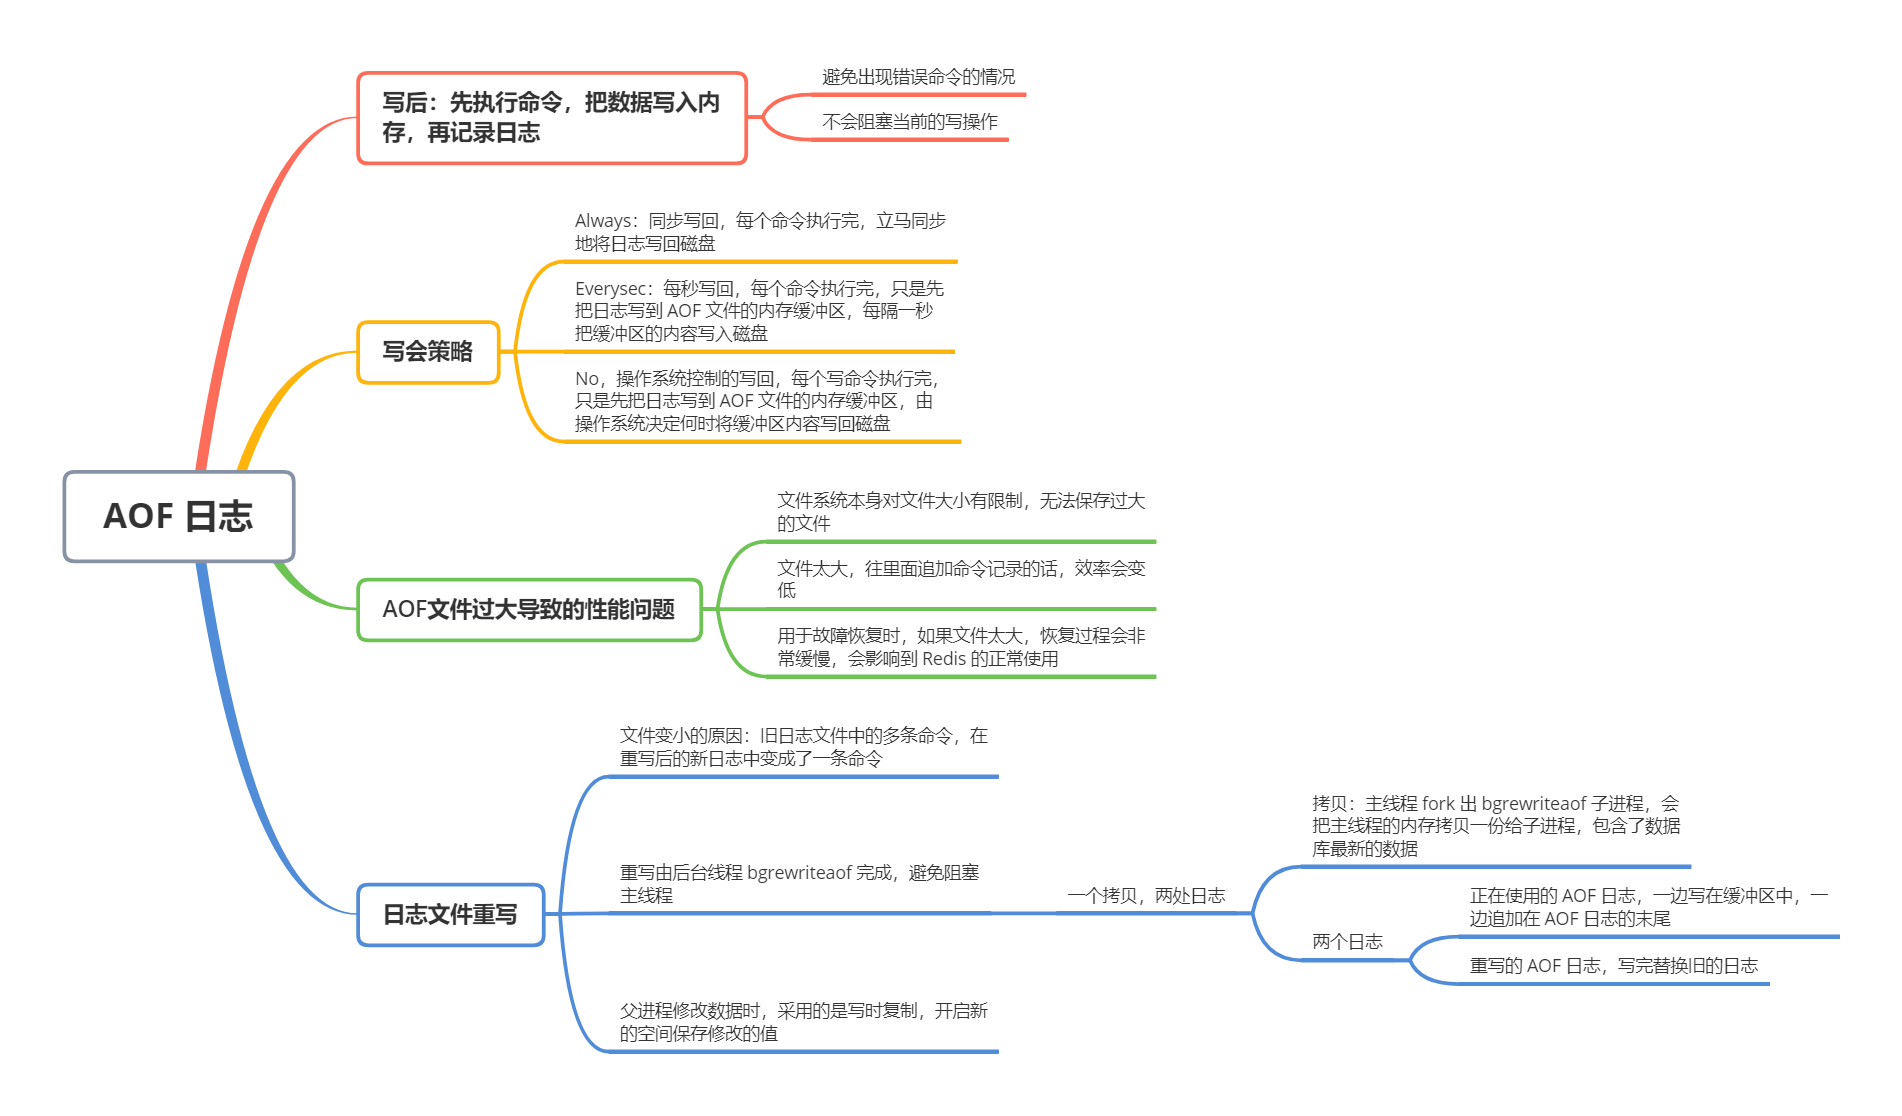 AOF 日志
写后：先执行命令，把数据写入内
存，再记录日志
避免出现错误命令的情况
不会阻塞当前的写操作
写会策略
Always：同步写回，每个命令执行完，立马同步
地将日志写回磁盘
Everysec：每秒写回，每个命令执行完，只是先
把日志写到 AOF 文件的内存缓冲区，每隔一秒
把缓冲区的内容写入磁盘
No，操作系统控制的写回，每个写命令执行完，
只是先把日志写到 AOF 文件的内存缓冲区，由
操作系统决定何时将缓冲区内容写回磁盘
AOF文件过大导致的性能问题
文件系统本身对文件大小有限制，无法保存过大
的文件
文件太大，往里面追加命令记录的话，效率会变
低
用于故障恢复时，如果文件太大，恢复过程会非
常缓慢，会影响到 Redis 的正常使用
日志文件重写
文件变小的原因：旧日志文件中的多条命令，在
重写后的新日志中变成了一条命令
重写由后台线程 bgrewriteaof 完成，避免阻塞
主线程
一个拷贝，两处日志
拷贝：主线程 fork 出 bgrewriteaof 子进程，会
把主线程的内存拷贝一份给子进程，包含了数据
库最新的数据
两个日志
正在使用的 AOF 日志，一边写在缓冲区中，一
边追加在 AOF 日志的末尾
重写的 AOF 日志，写完替换旧的日志
父进程修改数据时，采用的是写时复制，开启新
的空间保存修改的值